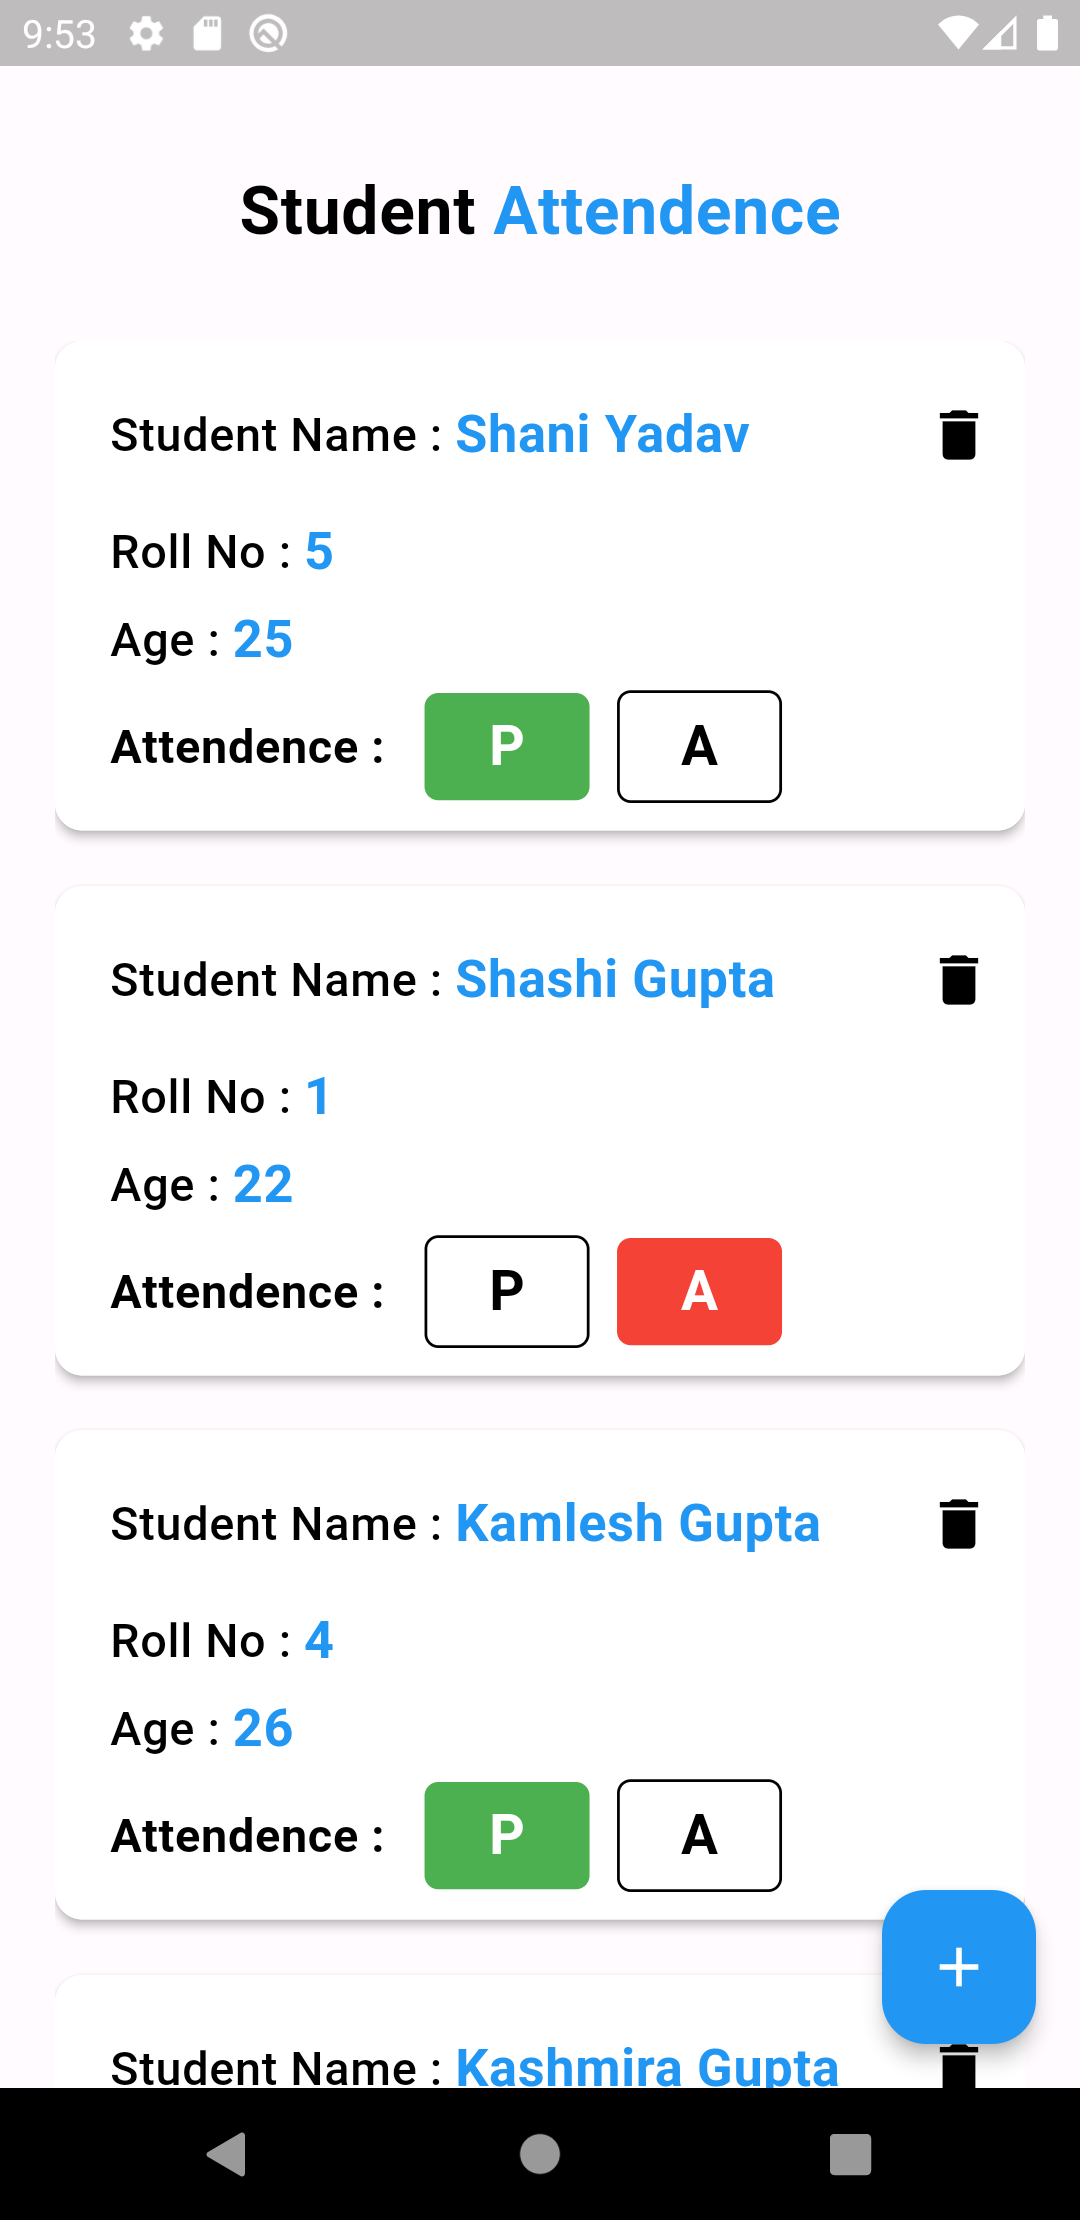 9:53
Student Attendence
Student Name : Shani Yadav
Roll No : 5
Age : 25
Attendence : P A
Student Name : Shashi Gupta
Roll No : 1
Age : 22
Attendence : P A
Student Name : Kamlesh Gupta
Roll No : 4
Age : 26
Attendence : P A
Student Name : Kashmira Gupta